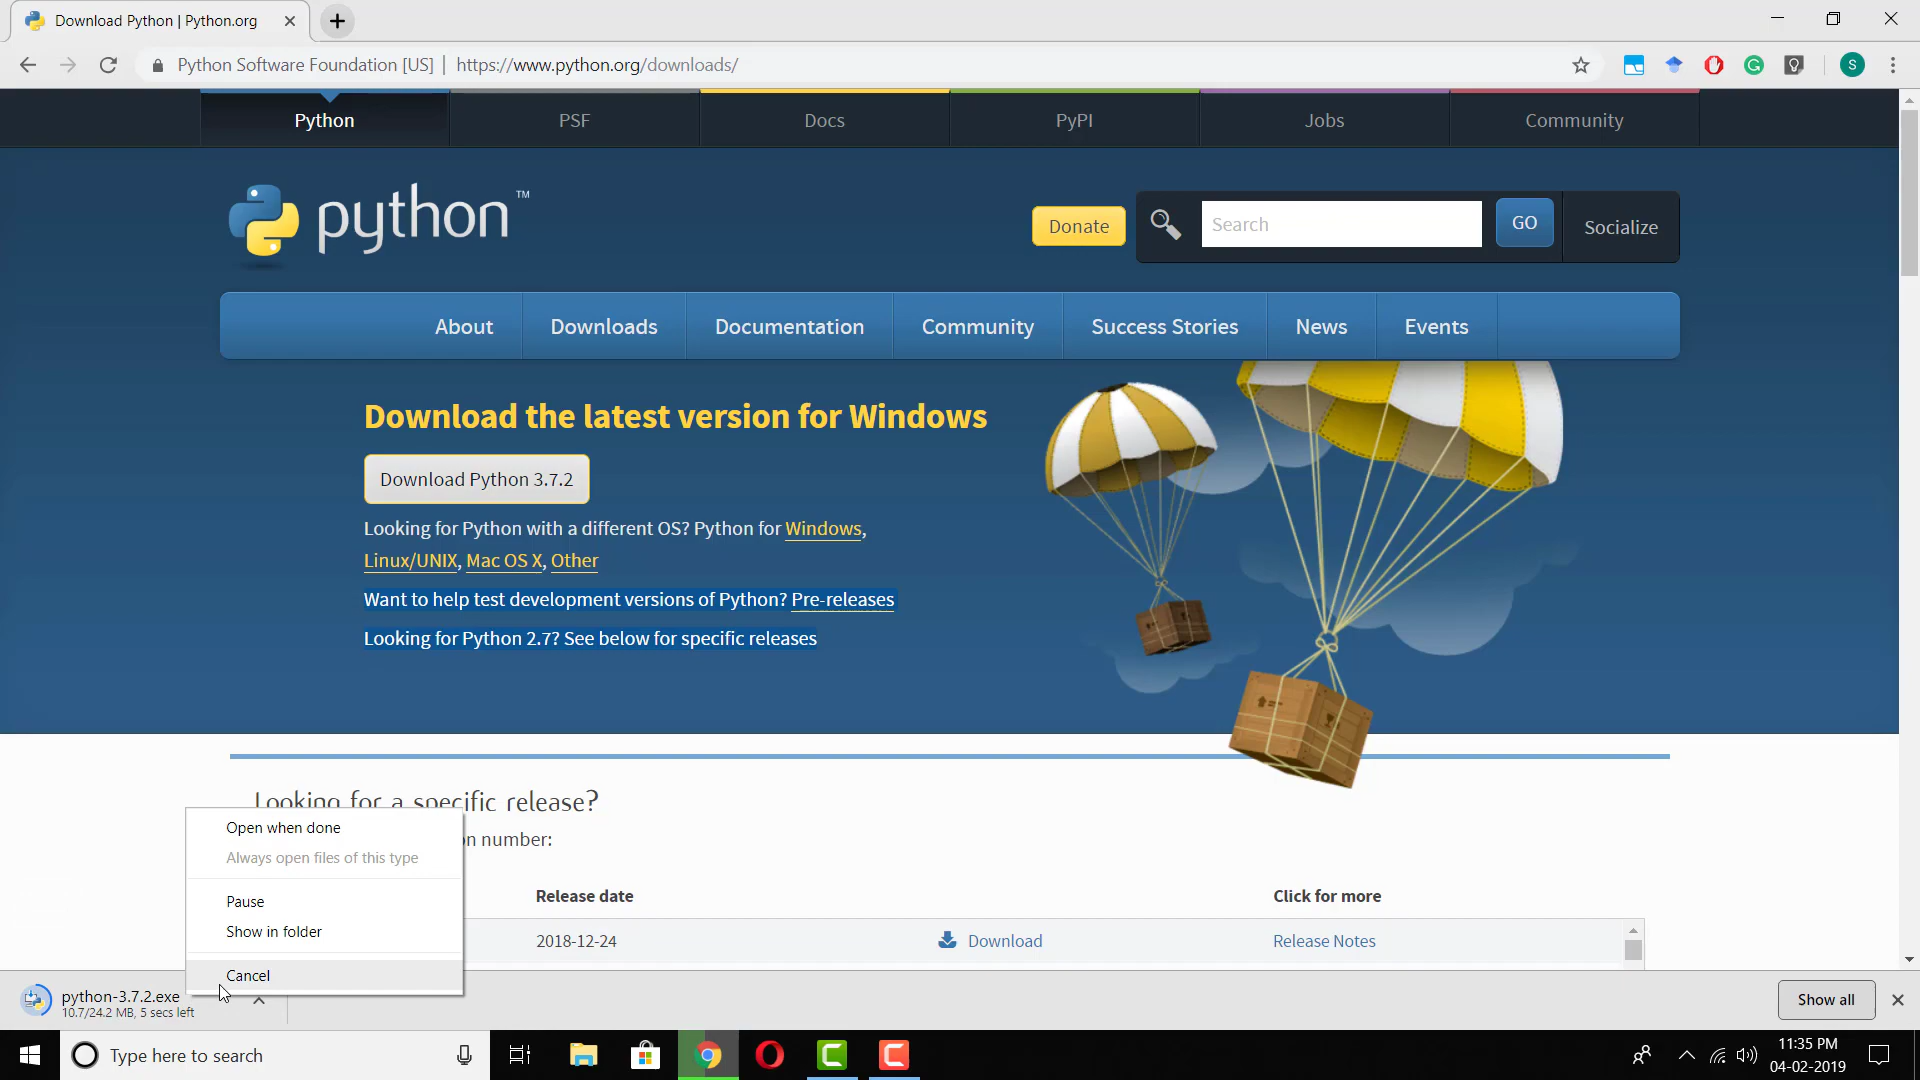 Download Python | Python.org
Python Software Foundation [US] | https://www.python.org/downloads/
S
Python PSF Docs PyPI Jobs Community
python™
Donate Search GO Socialize
About Downloads Documentation Community Success Stories News Events
Download the latest version for Windows
Download Python 3.7.2
Looking for Python with a different OS? Python for Windows,
Linux/UNIX, Mac OS X, Other
Want to help test development versions of Python? Pre-releases
Looking for Python 2.7? See below for specific releases
Looking for a specific release?
on number:
Release date Click for more
2018-12-24 Download Release Notes
Open when done
Always open files of this type
Pause
Show in folder
Cancel
python-3.7.2.exe
10.7/24.2 MB, 5 secs left
Show all
Type here to search
11:35 PM
04-02-2019